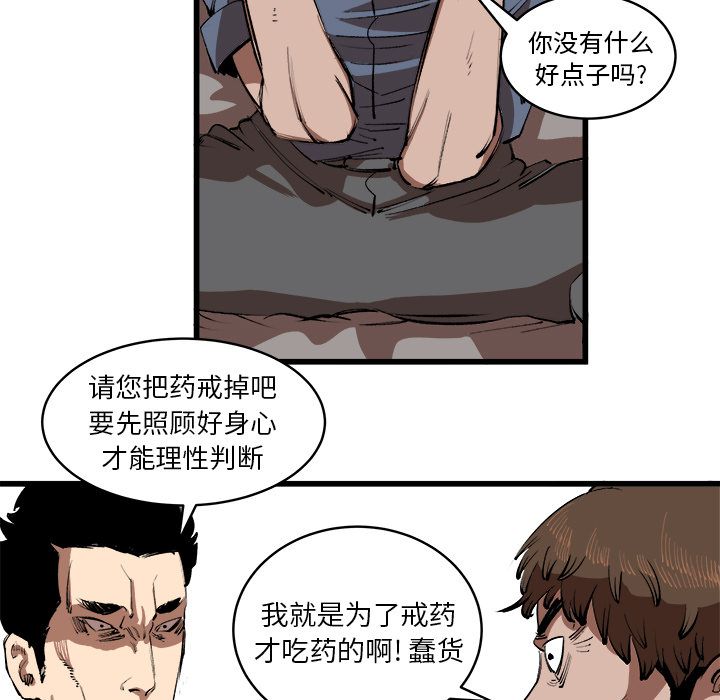 你没有什么
好点子吗?
请您把药戒掉吧
要先照顾好身心
才能理性判断
我就是为了戒药
才吃药的啊! 蠢货